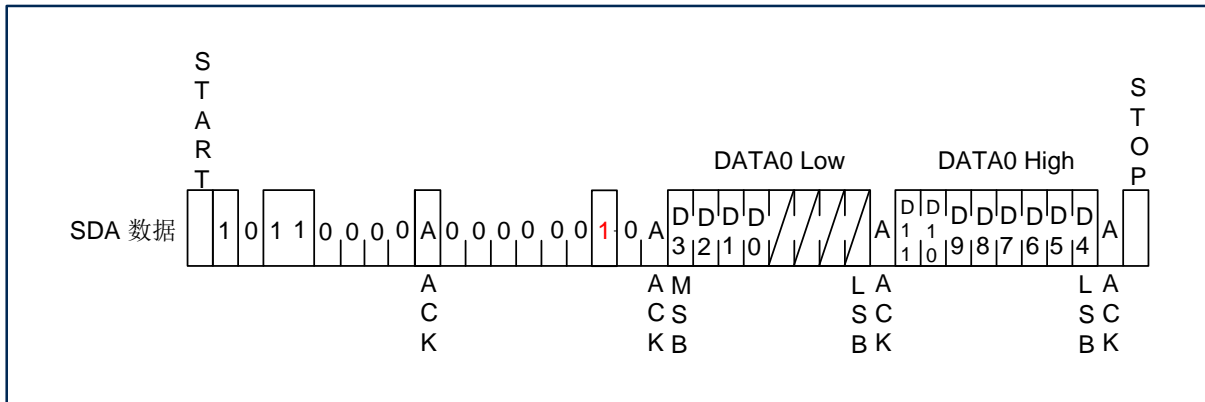 START
STOP
DATA0 Low
DATA0 High
SDA 数据
1 0 1 1 0 0 0 0 A 0 0 0 0 0 0 1 0 A D3 D2 D1 D0 A D11 D10 D9 D8 D7 D6 D5 D4 A
ACK
ACK
MSB
LSB
ACK
LSB
ACK